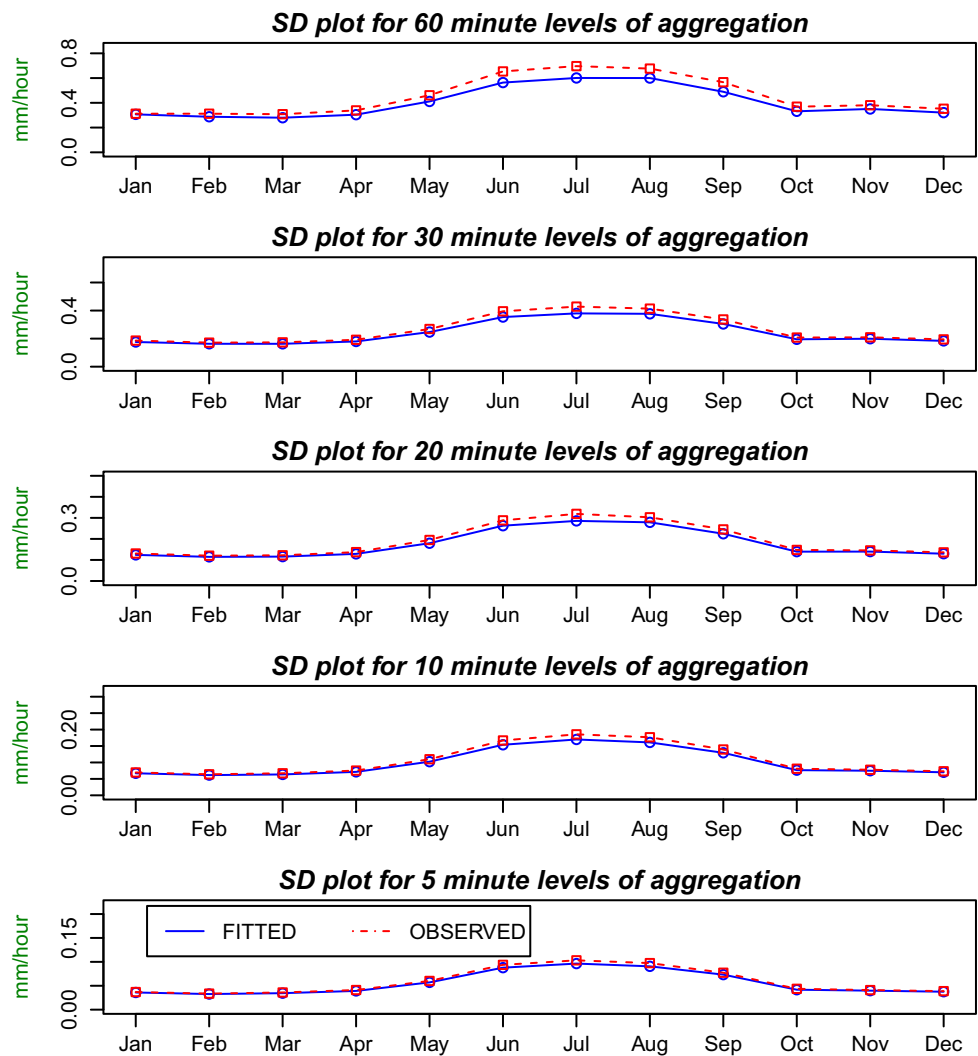 SD plot for 60 minute levels of aggregation
mm/hour
0.8
0.4
0.0
Jan Feb Mar Apr May Jun Jul Aug Sep Oct Nov Dec
SD plot for 30 minute levels of aggregation
mm/hour
0.4
0.0
Jan Feb Mar Apr May Jun Jul Aug Sep Oct Nov Dec
SD plot for 20 minute levels of aggregation
mm/hour
0.3
0.0
Jan Feb Mar Apr May Jun Jul Aug Sep Oct Nov Dec
SD plot for 10 minute levels of aggregation
mm/hour
0.20
0.00
Jan Feb Mar Apr May Jun Jul Aug Sep Oct Nov Dec
SD plot for 5 minute levels of aggregation
mm/hour
0.15
0.00
FITTED OBSERVED
Jan Feb Mar Apr May Jun Jul Aug Sep Oct Nov Dec